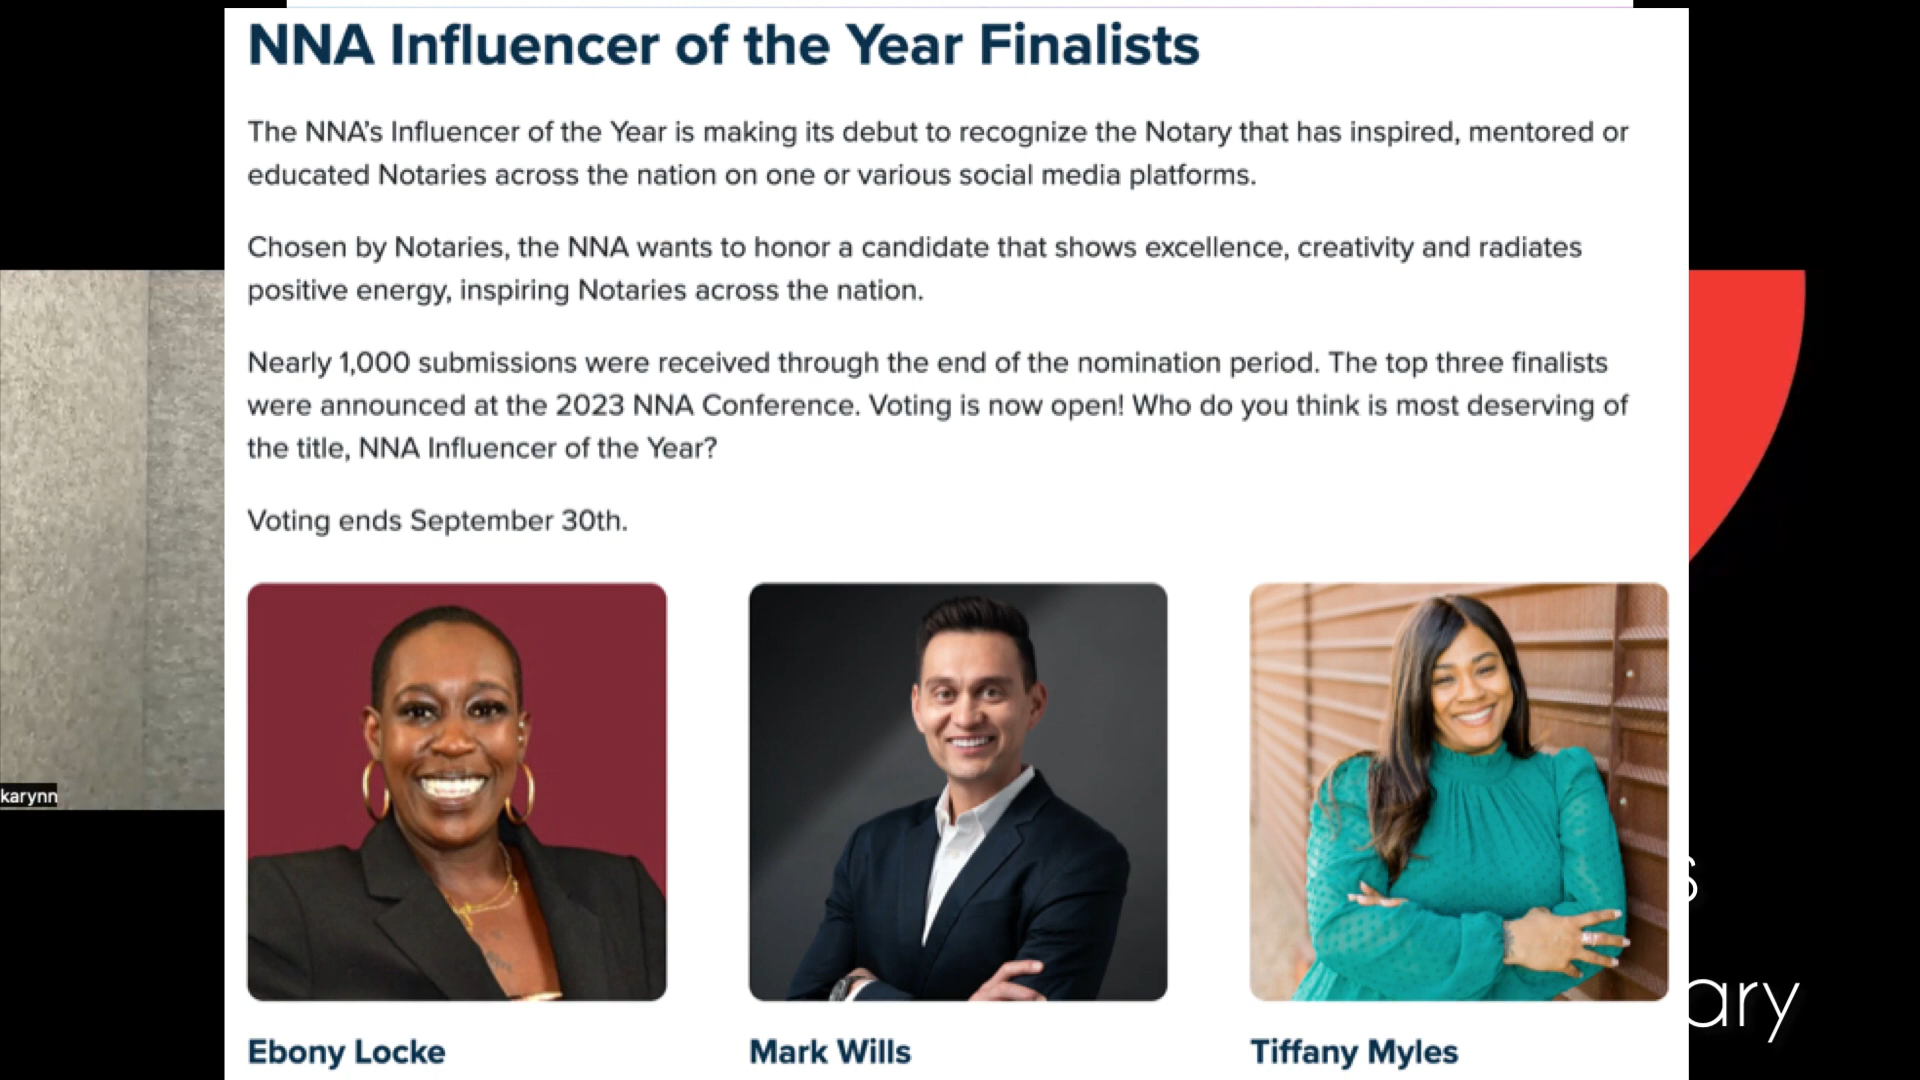 NNA Influencer of the Year Finalists
The NNA's Influencer of the Year is making its debut to recognize the Notary that has inspired, mentored or
educated Notaries across the nation on one or various social media platforms.
Chosen by Notaries, the NNA wants to honor a candidate that shows excellence, creativity and radiates
positive energy, inspiring Notaries across the nation.
Nearly 1,000 submissions were received through the end of the nomination period. The top three finalists
were announced at the 2023 NNA Conference. Voting is now open! Who do you think is most deserving of
the title, NNA Influencer of the Year?
Voting ends September 30th.
karynn
s
ary
Ebony Locke
Mark Wills
Tiffany Myles